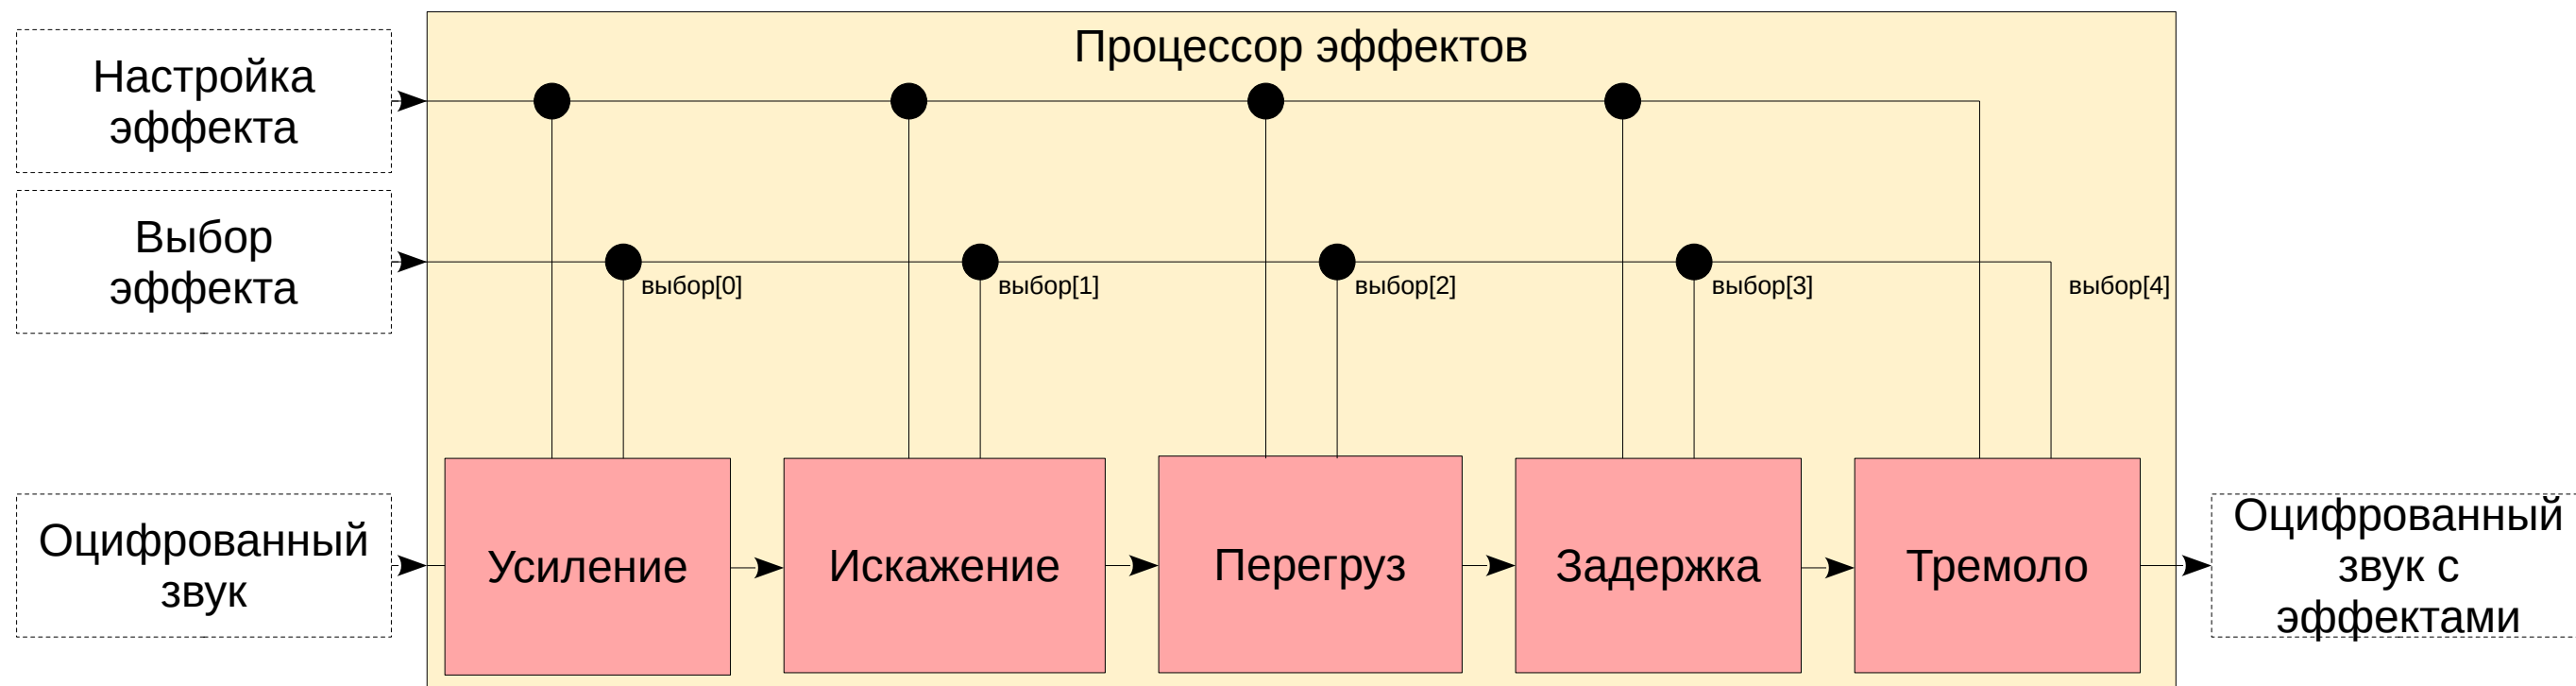 Процессор эффектов
Настройка
эффекта
Выбор
эффекта
выбор[0]
выбор[1]
выбор[2]
выбор[3]
выбор[4]
Оцифрованный
звук
Усиление
Искажение
Перегруз
Задержка
Тремоло
Оцифрованный
звук с
эффектами